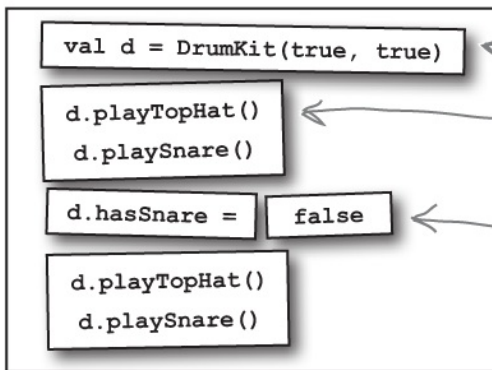 val d = DrumKit(true, true)
d.playTopHat()
d.playSnare()
d.hasSnare = false
d.playTopHat()
d.playSnare()